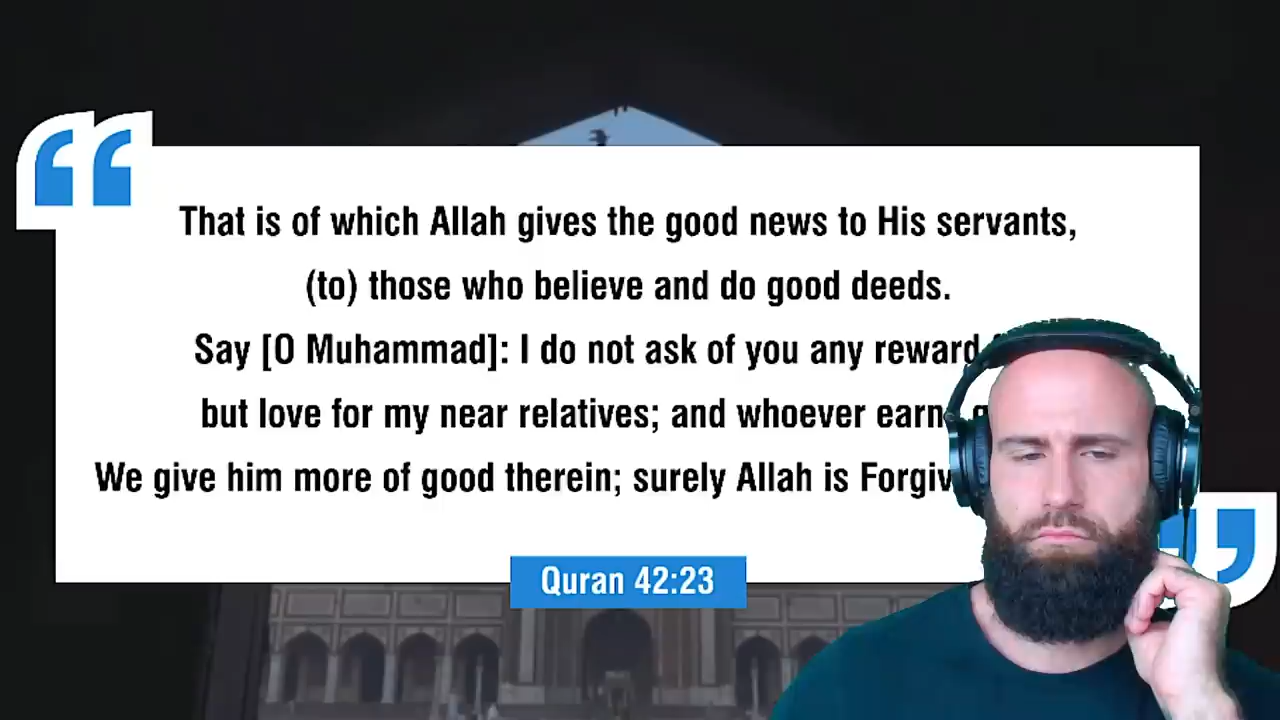 That is of which Allah gives the good news to His servants,
(to) those who believe and do good deeds.
Say [O Muhammad]: I do not ask of you any reward
but love for my near relatives; and whoever earn
We give him more of good therein; surely Allah is Forgiv
Quran 42:23